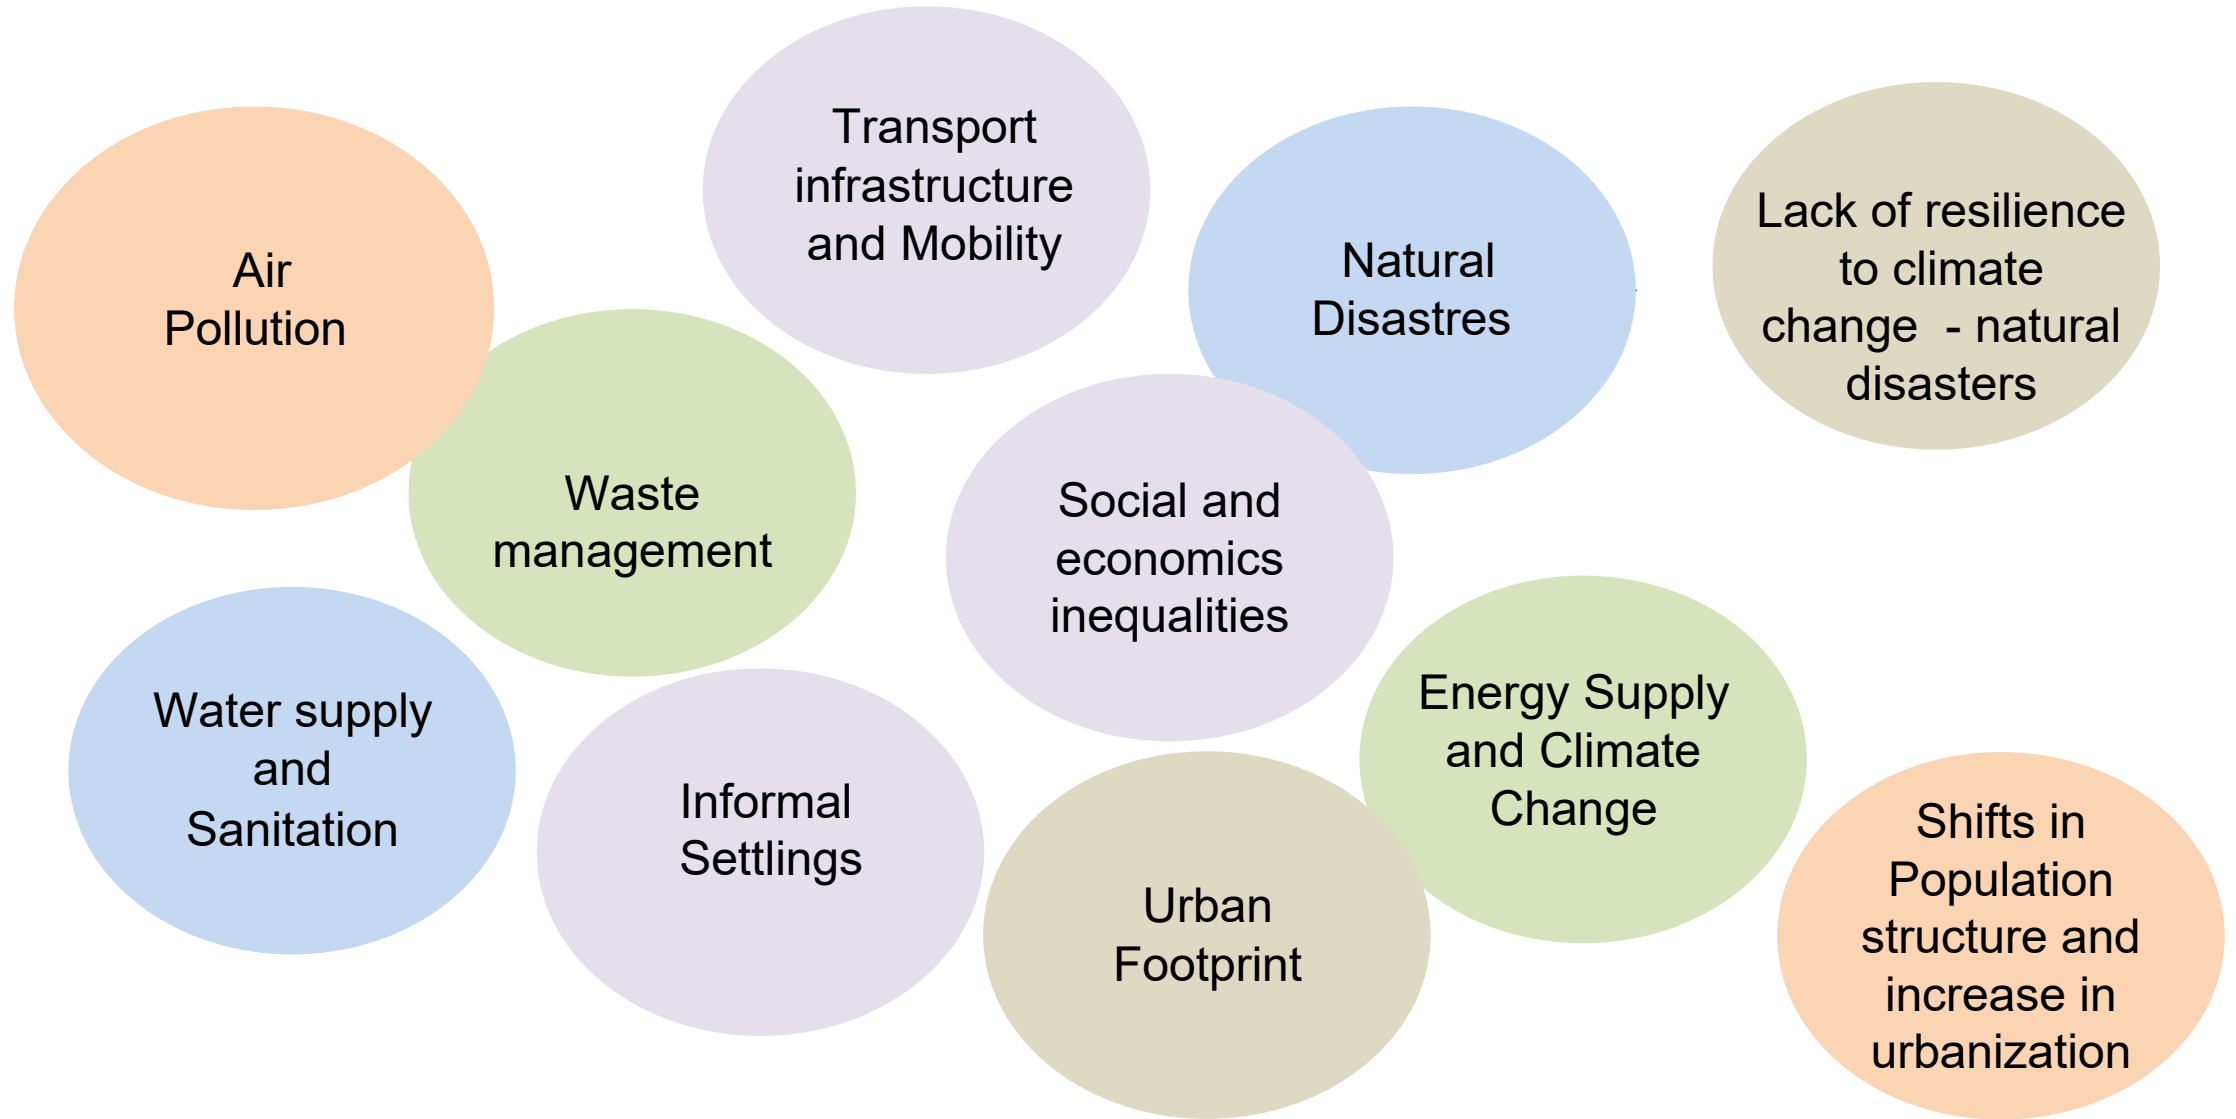 Transport
infrastructure
and Mobility
Air
Pollution
Natural
Disastres
Lack of resilience
to climate
change - natural
disasters
Waste
management
Social and
economics
inequalities
Water supply
and
Sanitation
Informal
Settlings
Energy Supply
and Climate
Change
Urban
Footprint
Shifts in
Population
structure and
increase in
urbanization